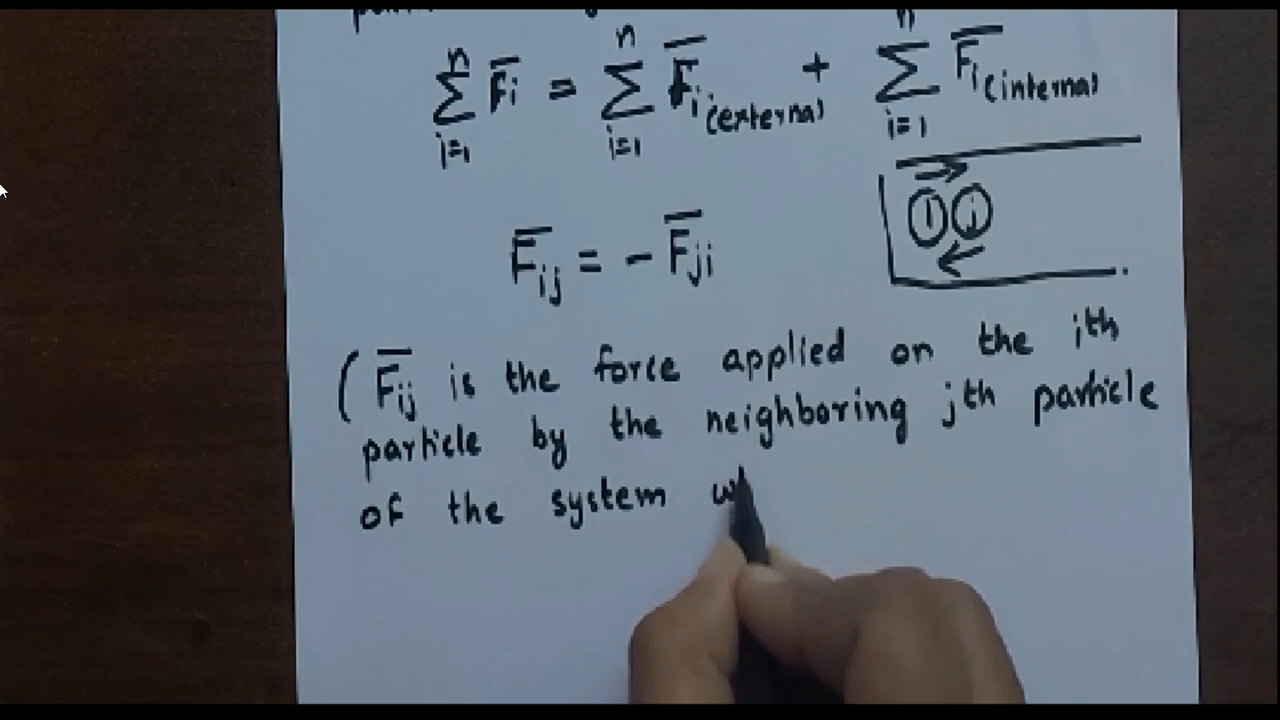 n n n
∑ F̅i = ∑ F̅i (external) + ∑ F̅i (internal)
i=1 i=1 i=1
F̅ij = - F̅ji
i j
( F̅ij is the force applied on the ith
particle by the neighboring jth particle
of the system w